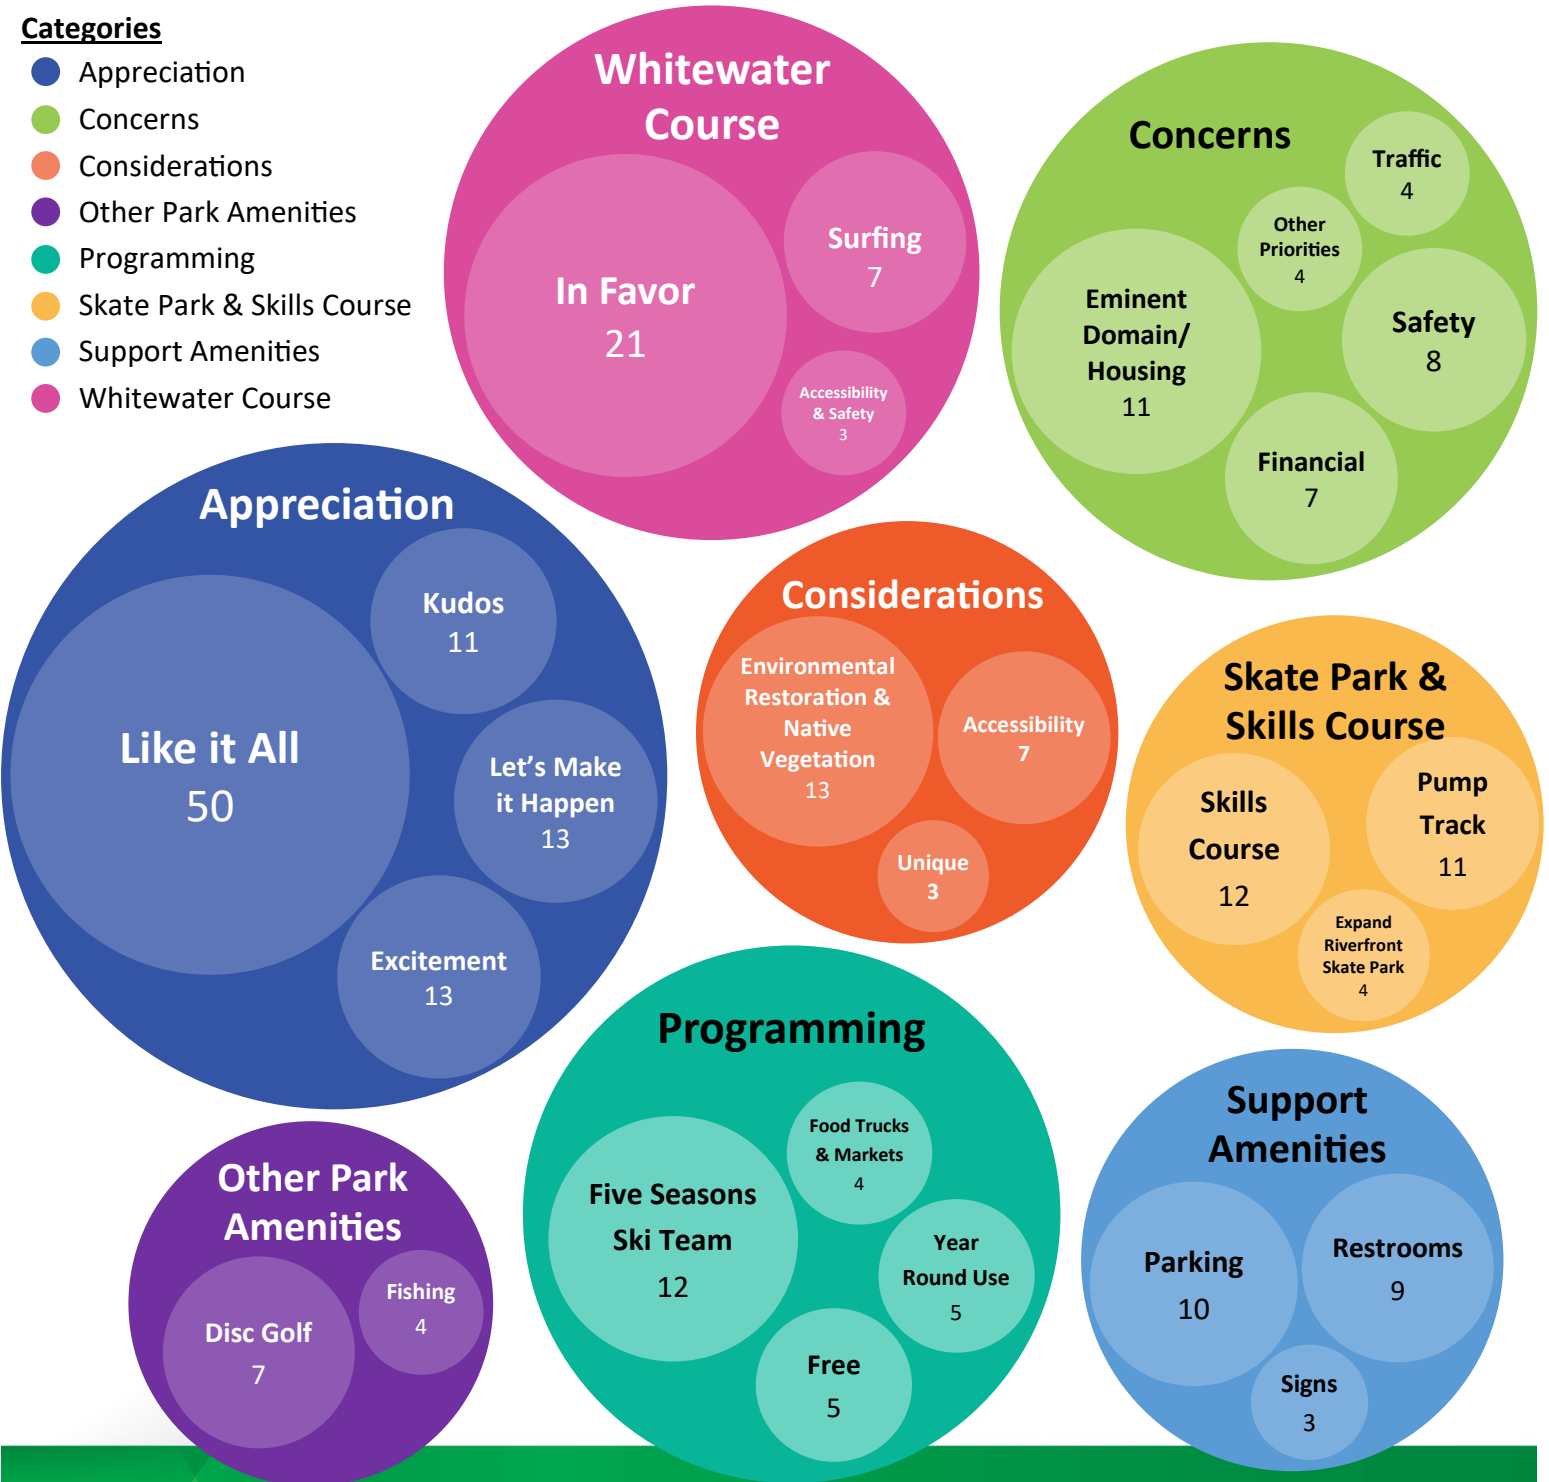 Categories
Appreciation
Concerns
Considerations
Other Park Amenities
Programming
Skate Park & Skills Course
Support Amenities
Whitewater Course
Whitewater
Course
In Favor
21
Surfing
7
Accessibility
& Safety
3
Concerns
Traffic
4
Other
Priorities
4
Eminent
Domain/
Housing
11
Safety
8
Financial
7
Appreciation
Kudos
11
Like it All
50
Let’s Make
it Happen
13
Excitement
13
Considerations
Environmental
Restoration &
Native
Vegetation
13
Accessibility
7
Unique
3
Skate Park &
Skills Course
Skills
Course
12
Pump
Track
11
Expand
Riverfront
Skate Park
4
Programming
Food Trucks
& Markets
4
Five Seasons
Ski Team
12
Year
Round Use
5
Free
5
Other Park
Amenities
Disc Golf
7
Fishing
4
Support
Amenities
Parking
10
Restrooms
9
Signs
3